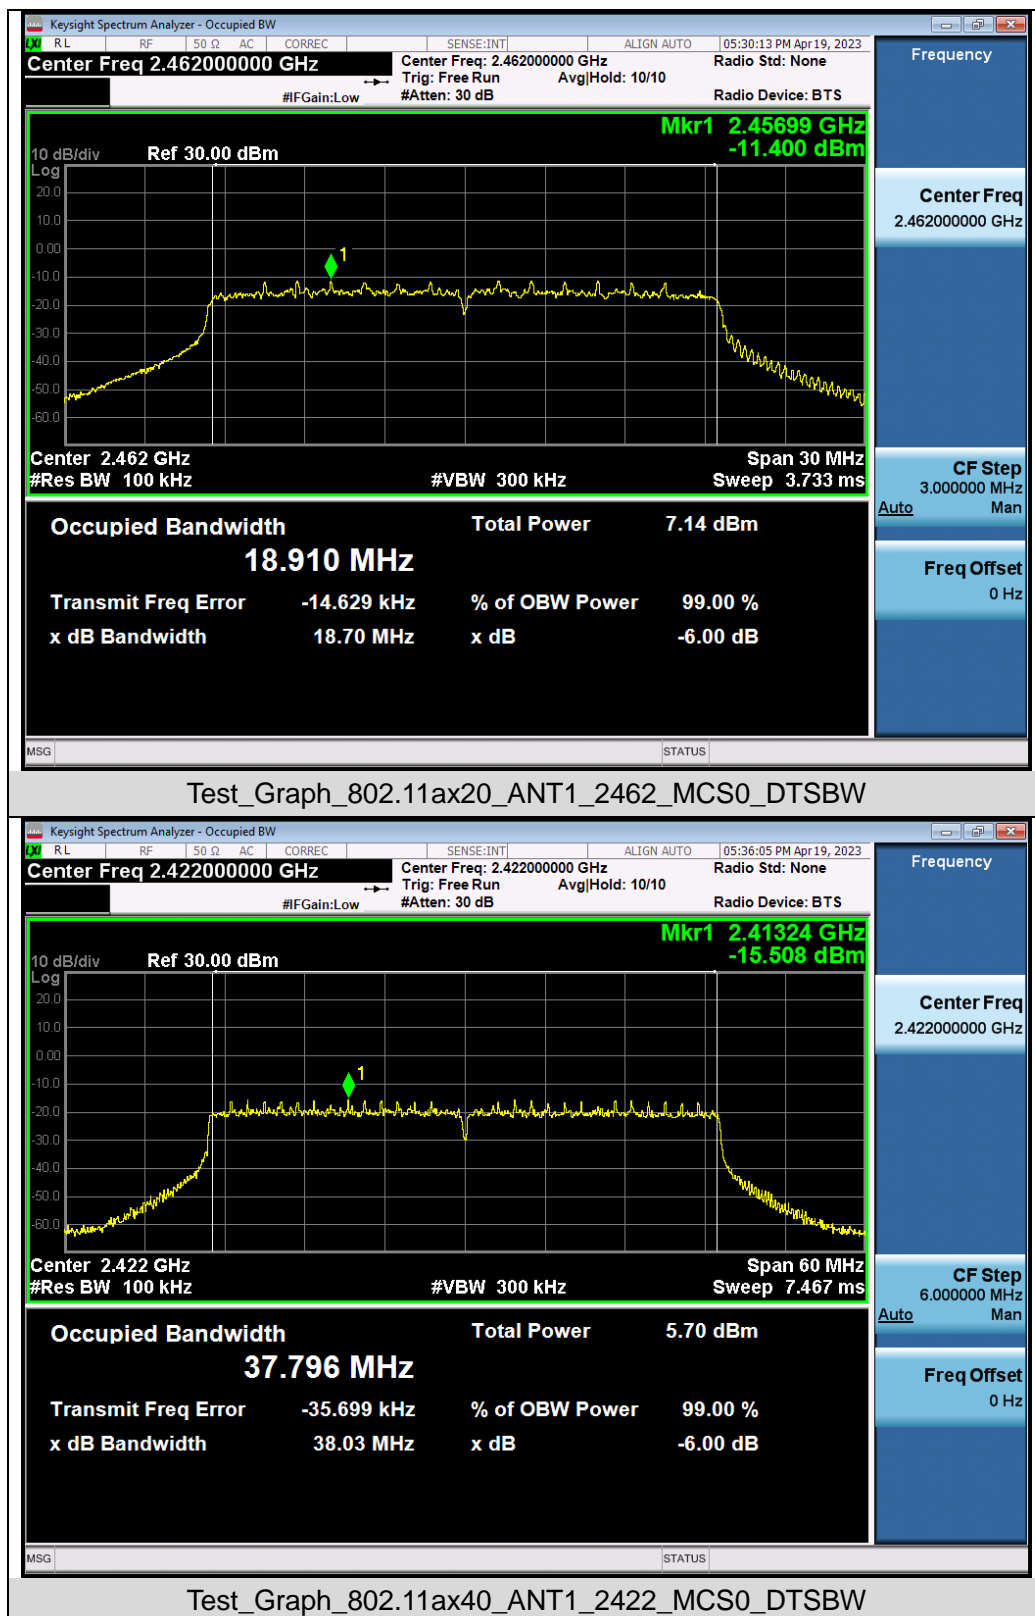 Keysight Spectrum Analyzer - Occupied BW
LXI RL RF 50 Ω AC CORREC SENSE:INT ALIGN AUTO 05:30:13 PM Apr 19, 2023
Center Freq 2.462000000 GHz
Center Freq: 2.462000000 GHz Radio Std: None
Trig: Free Run Avg|Hold: 10/10
#IFGain:Low #Atten: 30 dB Radio Device: BTS
Mkr1 2.45699 GHz
-11.400 dBm
10 dB/div Ref 30.00 dBm
Log
20.0
10.0
0.00
-10.0
-20.0
-30.0
-40.0
-50.0
-60.0
1
Center 2.462 GHz Span 30 MHz
#Res BW 100 kHz #VBW 300 kHz Sweep 3.733 ms
Occupied Bandwidth Total Power 7.14 dBm
18.910 MHz
Transmit Freq Error -14.629 kHz % of OBW Power 99.00 %
x dB Bandwidth 18.70 MHz x dB -6.00 dB
MSG STATUS
Frequency
Center Freq
2.462000000 GHz
CF Step
3.000000 MHz
Auto Man
Freq Offset
0 Hz
Test_Graph_802.11ax20_ANT1_2462_MCS0_DTSBW
Keysight Spectrum Analyzer - Occupied BW
LXI RL RF 50 Ω AC CORREC SENSE:INT ALIGN AUTO 05:36:05 PM Apr 19, 2023
Center Freq 2.422000000 GHz
Center Freq: 2.422000000 GHz Radio Std: None
Trig: Free Run Avg|Hold: 10/10
#IFGain:Low #Atten: 30 dB Radio Device: BTS
Mkr1 2.41324 GHz
-15.508 dBm
10 dB/div Ref 30.00 dBm
Log
20.0
10.0
0.00
-10.0
-20.0
-30.0
-40.0
-50.0
-60.0
1
Center 2.422 GHz Span 60 MHz
#Res BW 100 kHz #VBW 300 kHz Sweep 7.467 ms
Occupied Bandwidth Total Power 5.70 dBm
37.796 MHz
Transmit Freq Error -35.699 kHz % of OBW Power 99.00 %
x dB Bandwidth 38.03 MHz x dB -6.00 dB
MSG STATUS
Frequency
Center Freq
2.422000000 GHz
CF Step
6.000000 MHz
Auto Man
Freq Offset
0 Hz
Test_Graph_802.11ax40_ANT1_2422_MCS0_DTSBW